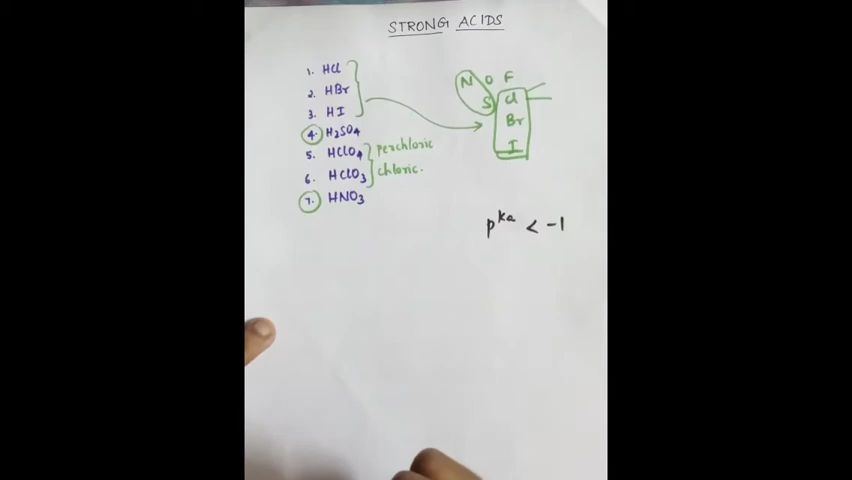 STRONG ACIDS
1. HCl
2. HBr
3. HI
4. H2SO4
5. HClO4 perchloric
6. HClO3 chloric.
7. HNO3
N O F
S Cl
Br
I
pka < -1